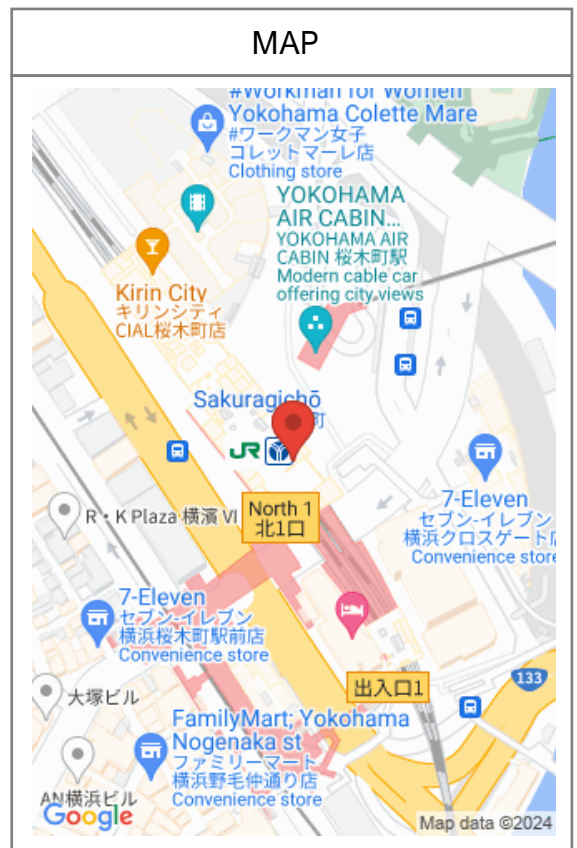 MAP
#Workman for Women
Yokohama Colette Mare
#ワークマン女子
コレットマーレ店
Clothing store
YOKOHAMA
AIR CABIN...
YOKOHAMA AIR
CABIN 桜木町駅
Modern cable car
offering city views
Kirin City
キリンシティ
CIAL桜木町店
Sakuragichō
町
JR
North 1
北1口
R・K Plaza 横濱 VI
7-Eleven
セブン-イレブン
横浜クロスゲート
Convenience store
7-Eleven
セブン-イレブン
横浜桜木町駅前店
Convenience store
出入口1
133
大塚ビル
FamilyMart; Yokohama
Nogenaka st
ファミリーマート
横浜野毛仲通り店
Convenience store
AN横浜ビル
Google
Map data ©2024